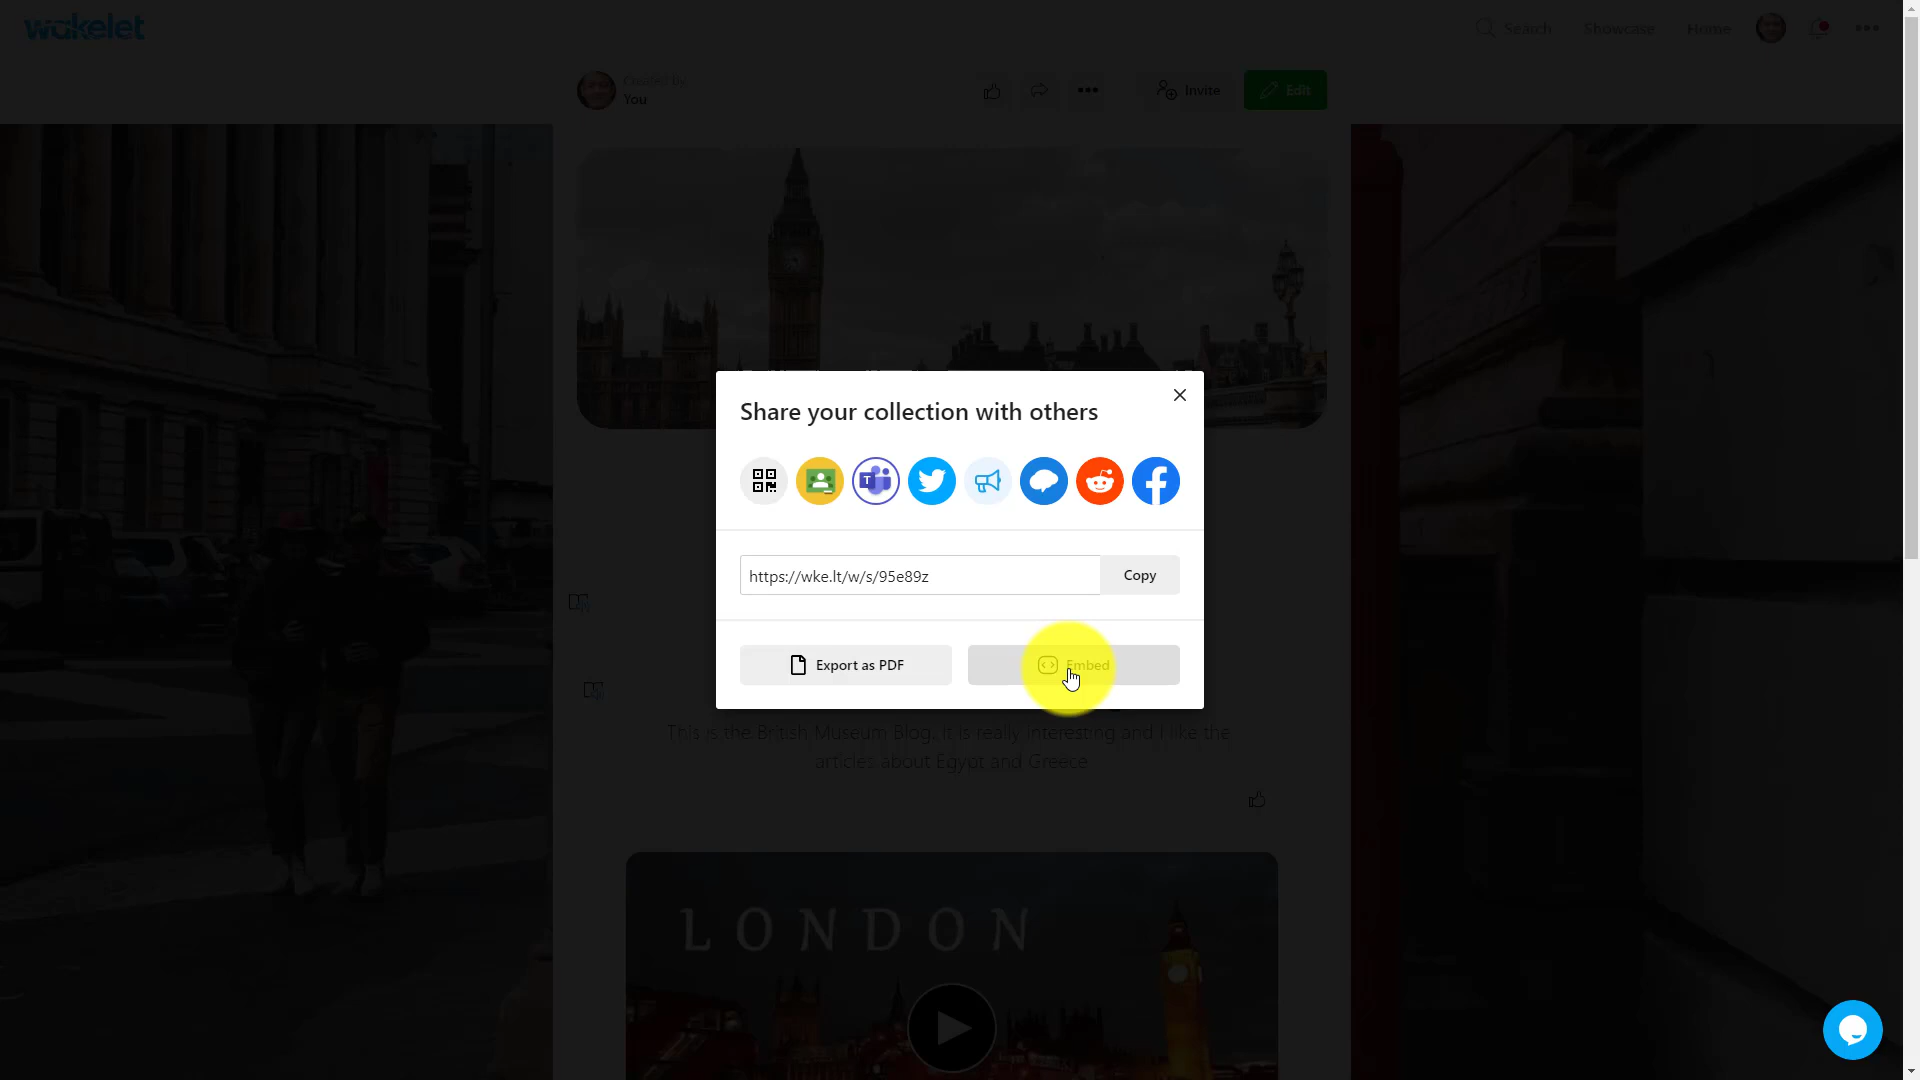 wakelet
Search
Showcase
Home
Created by
You
Invite
Edit
Share your collection with others
T
https://wke.lt/w/s/95e89z
Copy
Export as PDF
Embed
This is the British Museum Blog. It is really interesting and I like the
articles about Egypt and Greece
LONDON